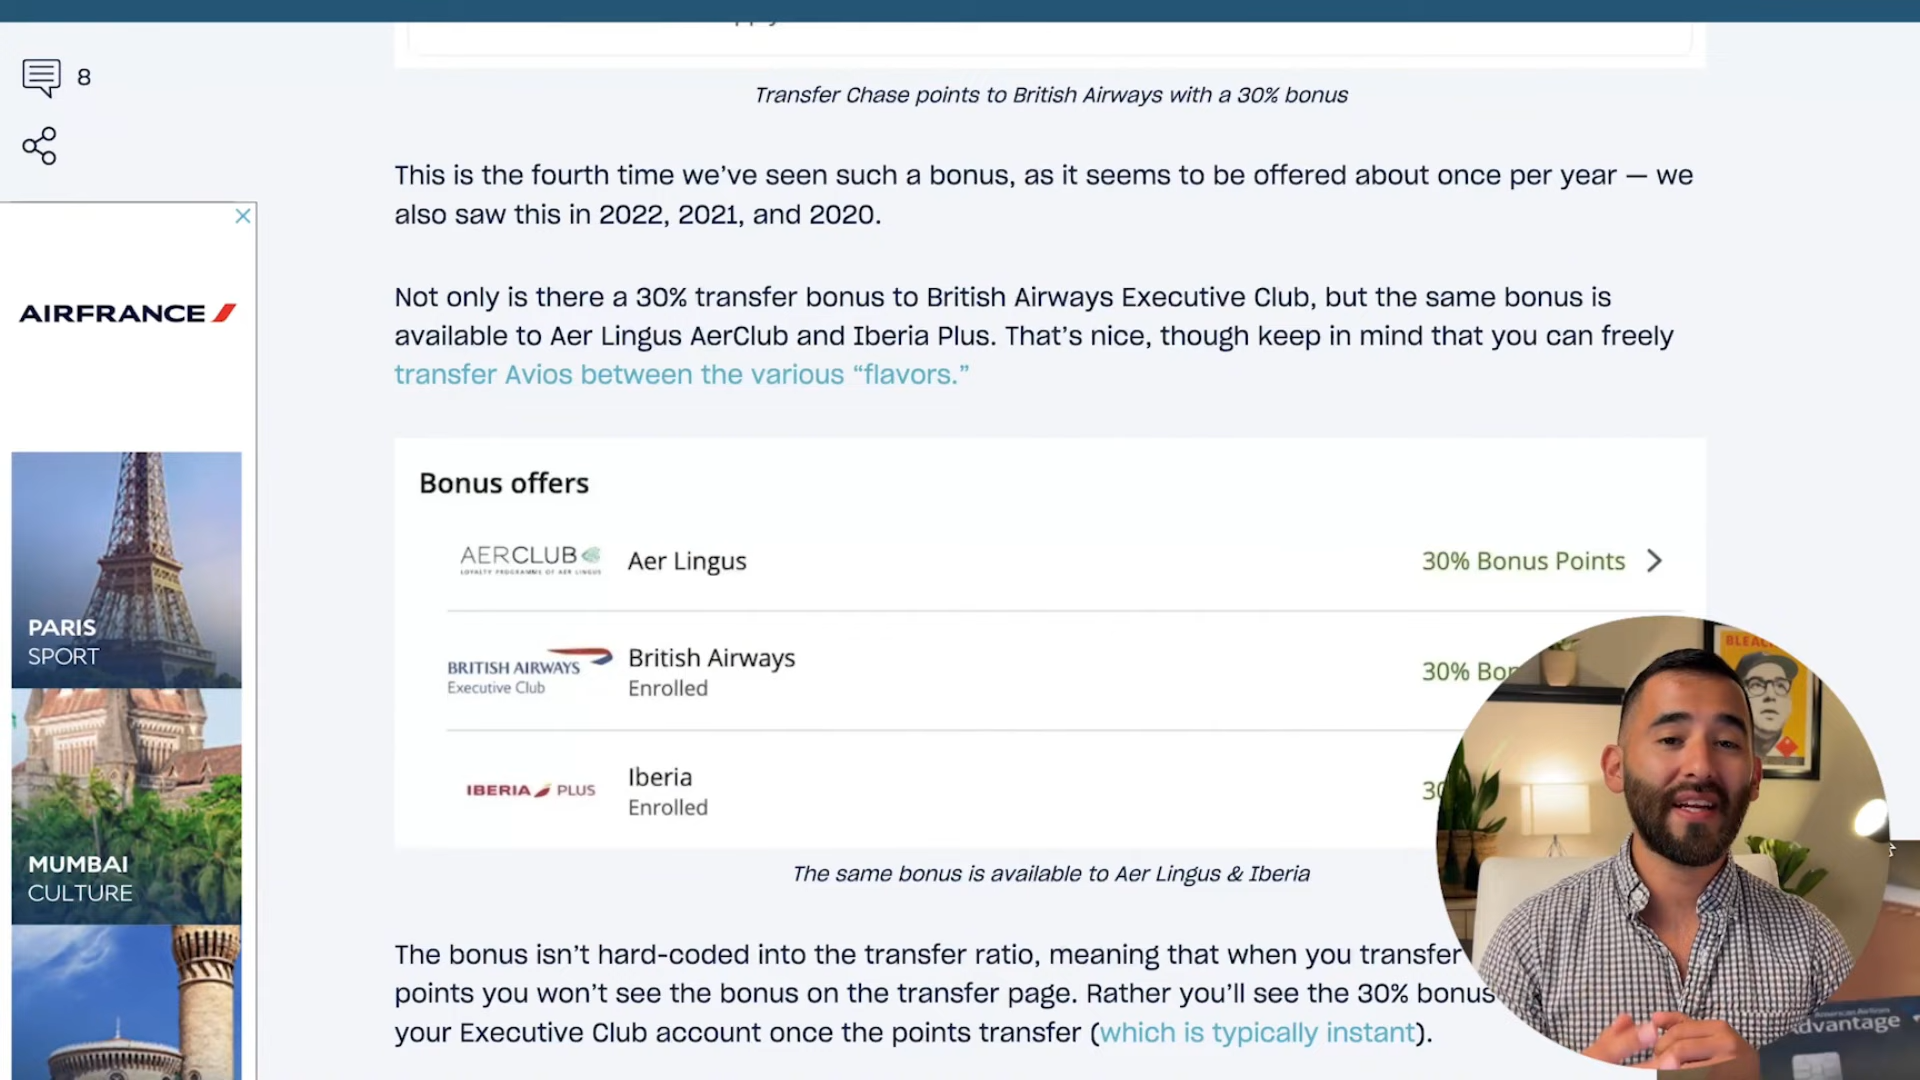 8
Transfer Chase points to British Airways with a 30% bonus
This is the fourth time we've seen such a bonus, as it seems to be offered about once per year — we
also saw this in 2022, 2021, and 2020.
Not only is there a 30% transfer bonus to British Airways Executive Club, but the same bonus is
available to Aer Lingus AerClub and Iberia Plus. That's nice, though keep in mind that you can freely
transfer Avios between the various “flavors.”
AIRFRANCE
PARIS
SPORT
MUMBAI
CULTURE
Bonus offers
AERCLUB
LOYALTY PROGRAMME OF AER LINGUS
Aer Lingus
30% Bonus Points
BRITISH AIRWAYS
Executive Club
British Airways
Enrolled
30%
IBERIA PLUS
Iberia
Enrolled
The same bonus is available to Aer Lingus & Iberia
The bonus isn't hard-coded into the transfer ratio, meaning that when you transfer
points you won't see the bonus on the transfer page. Rather you'll see the 30% bonus
your Executive Club account once the points transfer (which is typically instant).
American Airlines